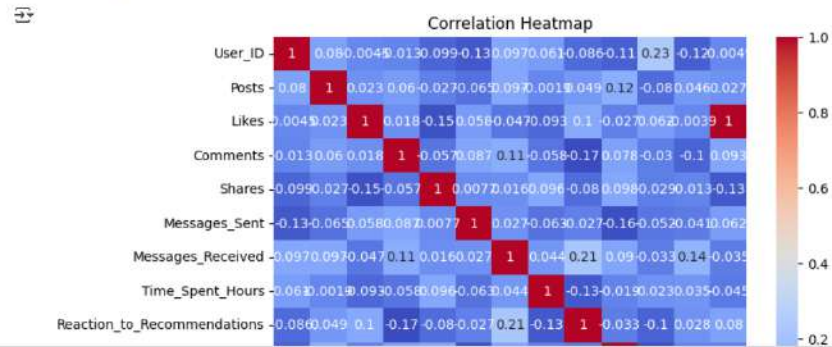 Correlation Heatmap
User_ID 1 0.08 0.0045 -0.013 -0.099 -0.13 -0.097 0.061 -0.086 -0.11 0.23 -0.12
Posts 0.08 1 0.023 0.06 -0.027 -0.065 0.097 0.0019 0.049 0.12 -0.08 0.046 0.027
Likes 0.0045 0.023 1 0.018 -0.15 0.058 -0.047 -0.093 0.1 -0.027 0.062 0.0039 1
Comments -0.013 0.06 0.018 1 -0.057 0.087 0.11 -0.058 -0.17 0.078 -0.03 -0.1 0.093
Shares -0.099 -0.027 -0.15 -0.057 1 0.0077 0.016 0.096 -0.08 0.098 -0.029 -0.013 -0.13
Messages_Sent -0.13 -0.065 0.058 0.087 0.0077 1 0.027 -0.063 -0.027 -0.16 -0.052 -0.041 0.062
Messages_Received -0.097 0.097 -0.047 0.11 0.016 0.027 1 0.044 0.21 0.09 -0.033 0.14 -0.035
Time_Spent_Hours 0.061 0.0019 -0.093 -0.058 0.096 -0.063 0.044 1 -0.13 -0.019 0.023 0.035 -0.045
Reaction_to_Recommendations -0.086 0.049 0.1 -0.17 -0.08 -0.027 0.21 -0.13 1 -0.033 -0.1 0.028 0.08
1.0
0.8
0.6
0.4
0.2